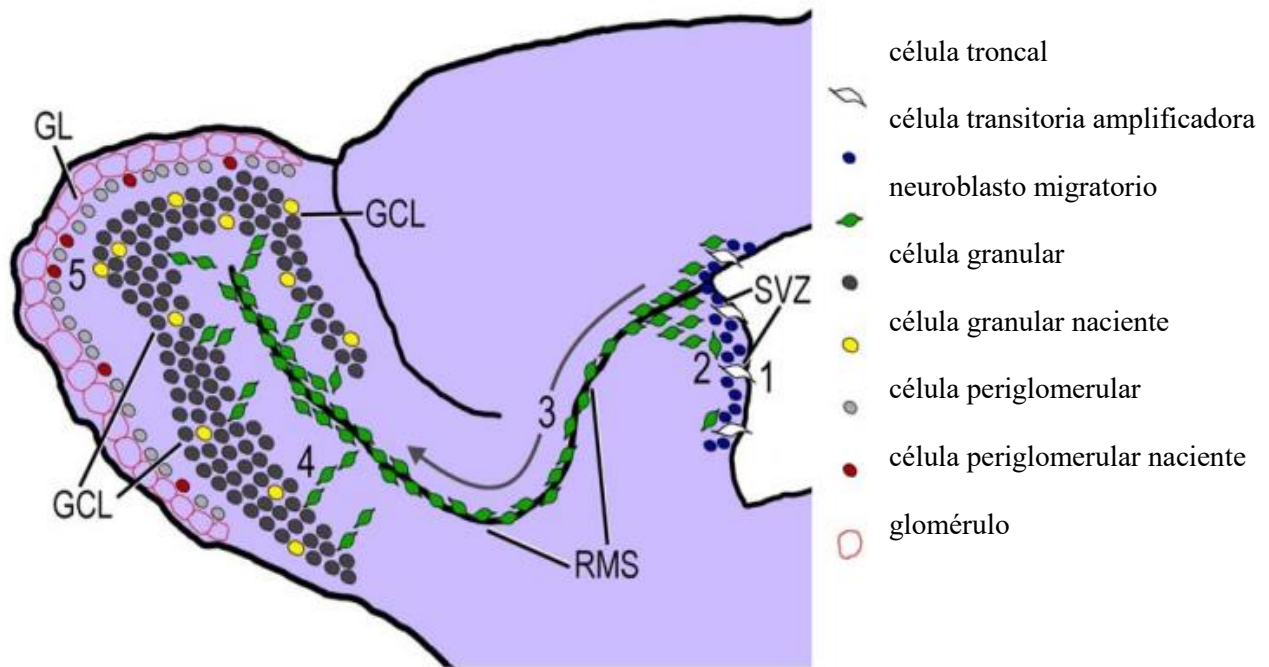 célula troncal
célula transitoria amplificadora
neuroblasto migratorio
célula granular
célula granular naciente
célula periglomerular
célula periglomerular naciente
glomérulo
GL
GCL
5
SVZ
2
1
3
4
GCL
RMS